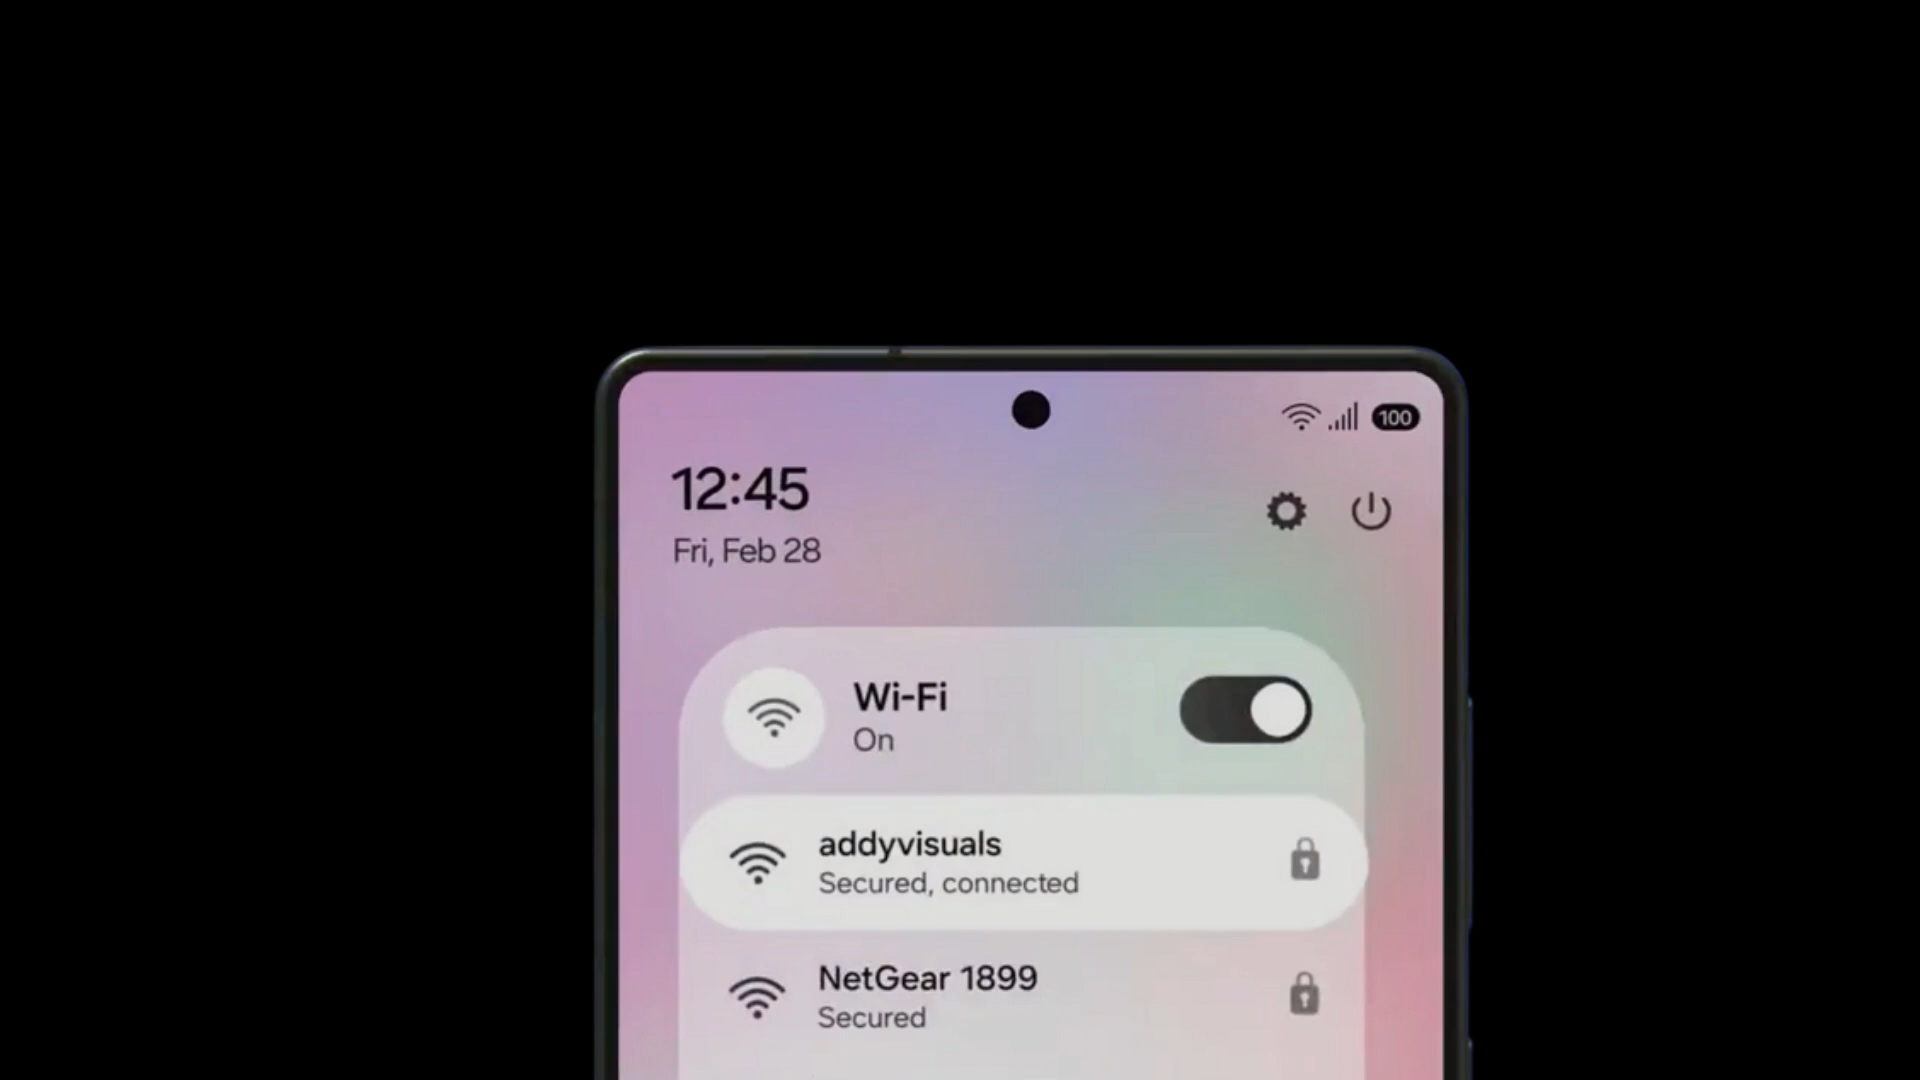 100
12:45
Fri, Feb 28
Wi-Fi
On
addyvisuals
Secured, connected
NetGear 1899
Secured